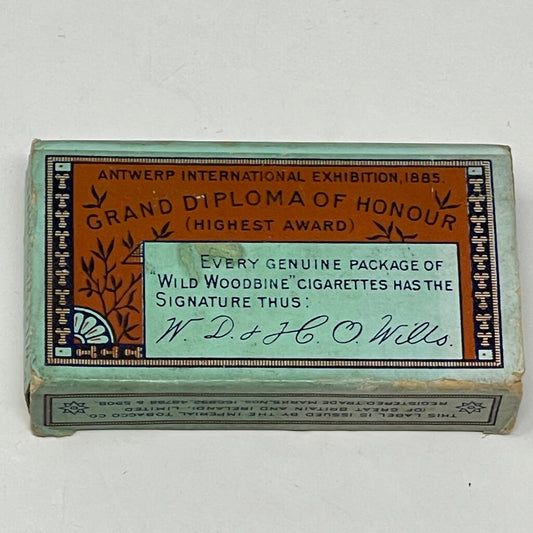 ANTWERP INTERNATIONAL EXHIBITION, 1885.
GRAND DIPLOMA OF HONOUR
(HIGHEST AWARD)
EVERY GENUINE PACKAGE OF
"WILD WOODBINE" CIGARETTES HAS THE
SIGNATURE THUS:
W. D. & H. O. Wills.
THIS LABEL IS ISSUED BY THE IMPERIAL TOBACCO CO
(OF GREAT BRITAIN AND IRELAND), LIMITED.
REGISTERED TRADE MARKS, NOS